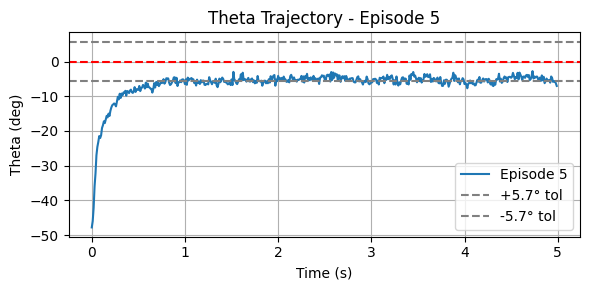 Theta Trajectory - Episode 5
Theta (deg)
0
−10
−20
−30
−40
−50
Episode 5
+5.7° tol
-5.7° tol
0
1
2
3
4
5
Time (s)